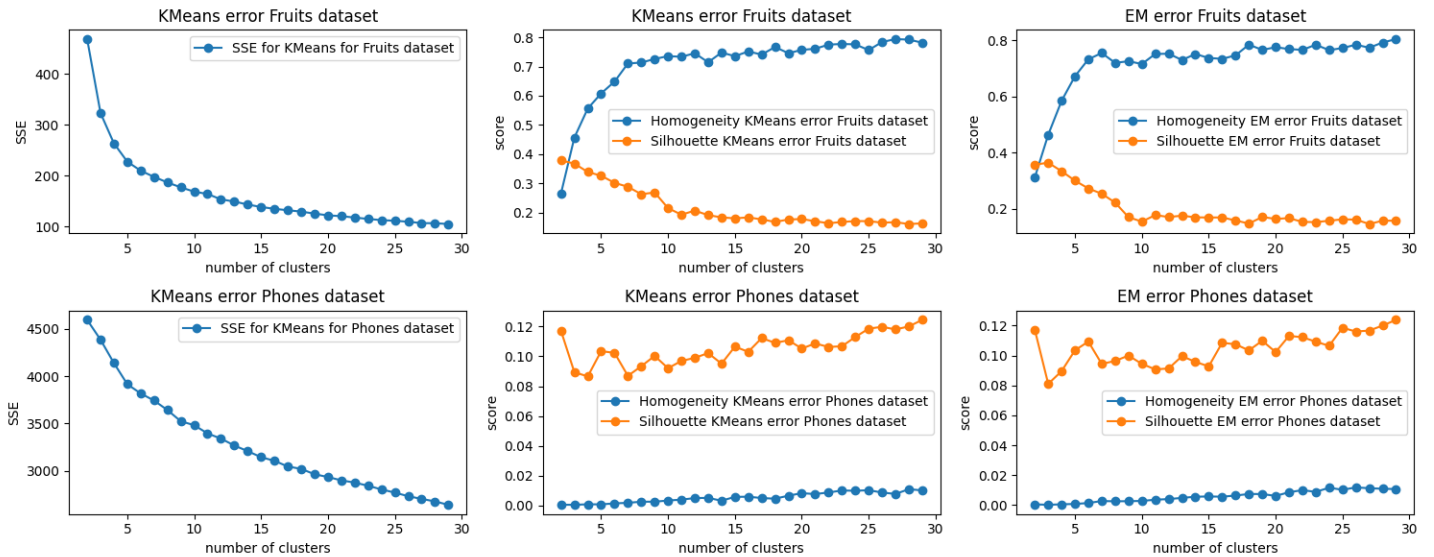 KMeans error Fruits dataset
SSE for KMeans for Fruits dataset
400
300
200
100
SSE
5 10 15 20 25 30
number of clusters
KMeans error Fruits dataset
0.8
0.7
0.6
0.5
0.4
0.3
0.2
score
Homogeneity KMeans error Fruits dataset
Silhouette KMeans error Fruits dataset
5 10 15 20 25 30
number of clusters
EM error Fruits dataset
0.8
0.6
0.4
0.2
score
Homogeneity EM error Fruits dataset
Silhouette EM error Fruits dataset
5 10 15 20 25 30
number of clusters
KMeans error Phones dataset
SSE for KMeans for Phones dataset
4500
4000
3500
3000
SSE
5 10 15 20 25 30
number of clusters
KMeans error Phones dataset
0.12
0.10
0.08
0.06
0.04
0.02
0.00
score
Homogeneity KMeans error Phones dataset
Silhouette KMeans error Phones dataset
5 10 15 20 25 30
number of clusters
EM error Phones dataset
0.12
0.10
0.08
0.06
0.04
0.02
0.00
score
Homogeneity EM error Phones dataset
Silhouette EM error Phones dataset
5 10 15 20 25 30
number of clusters